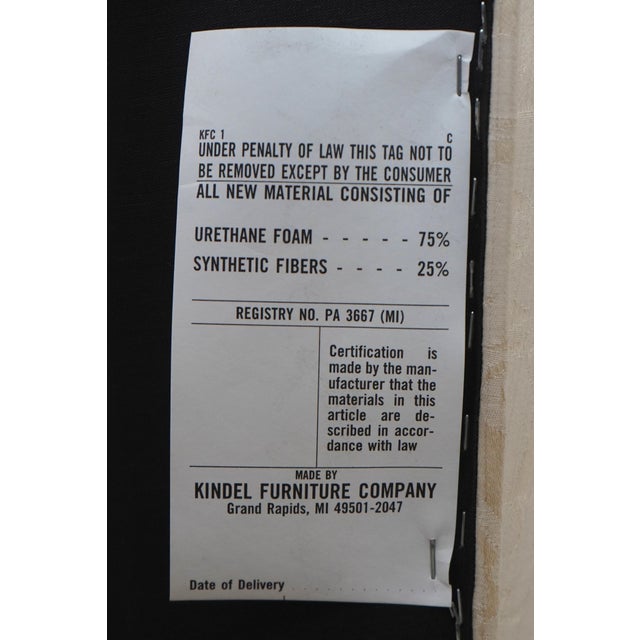 KFC 1 C
UNDER PENALTY OF LAW THIS TAG NOT TO
BE REMOVED EXCEPT BY THE CONSUMER
ALL NEW MATERIAL CONSISTING OF
URETHANE FOAM - - - - - 75%
SYNTHETIC FIBERS - - - - 25%
REGISTRY NO. PA 3667 (MI)
Certification is
made by the man-
ufacturer that the
materials in this
article are de-
scribed in accor-
dance with law
MADE BY
KINDEL FURNITURE COMPANY
Grand Rapids, MI 49501-2047
Date of Delivery